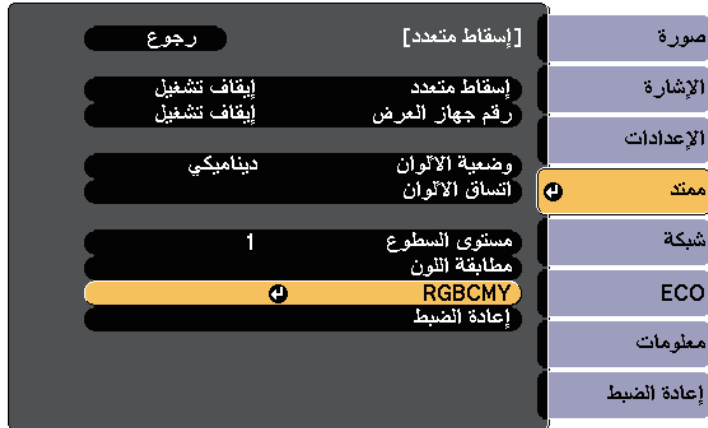 [إسقاط متعدد] رجوع
إسقاط متعدد إيقاف تشغيل
رقم جهاز العرض إيقاف تشغيل
وضعية الألوان ديناميكي
اتساق الألوان
مستوى السطوع 1
مطابقة اللون
RGBCMY
إعادة الضبط
صورة
الإشارة
الإعدادات
ممتد
شبكة
ECO
معلومات
إعادة الضبط